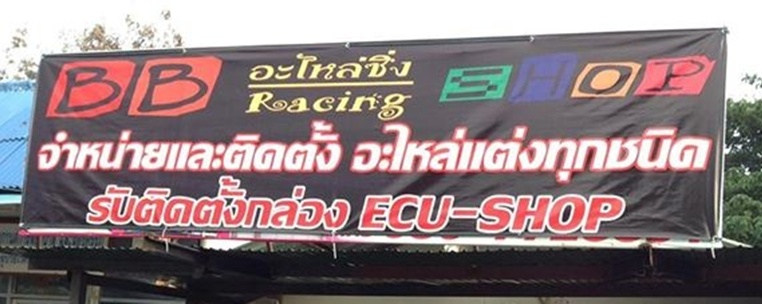 BB อะไหล่ซิ่ง SHOP
Racing
จำหน่ายและติดตั้ง อะไหล่แต่งทุกชนิด
รับติดตั้งกล่อง ECU-SHOP